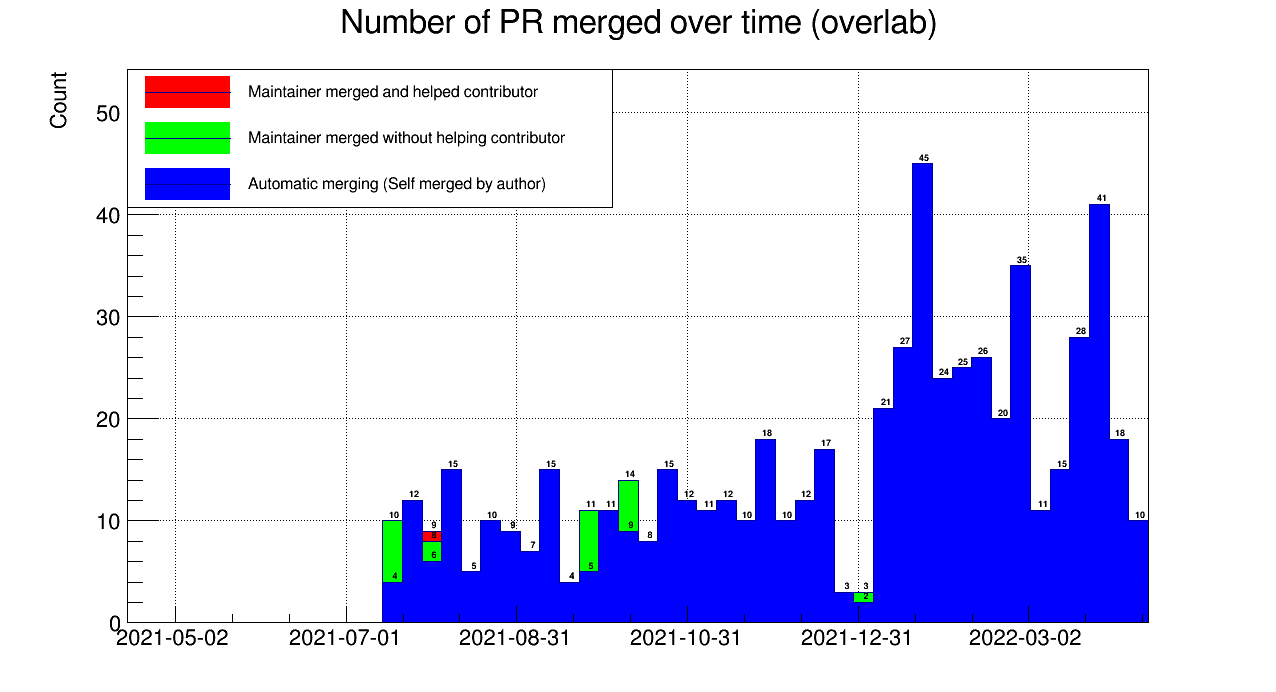 Number of PR merged over time (overlab)
Count
Maintainer merged and helped contributor
Maintainer merged without helping contributor
Automatic merging (Self merged by author)
50
40
30
20
10
0
10 4 12 9 8 6 15 5 10 9 7 15 4 11 5 11 14 9 8 15 12 11 12 10 18 10 12 17 3 3 2 21 27 45 24 25 26 20 35 11 15 28 41 18 10
2021-05-02 2021-07-01 2021-08-31 2021-10-31 2021-12-31 2022-03-02